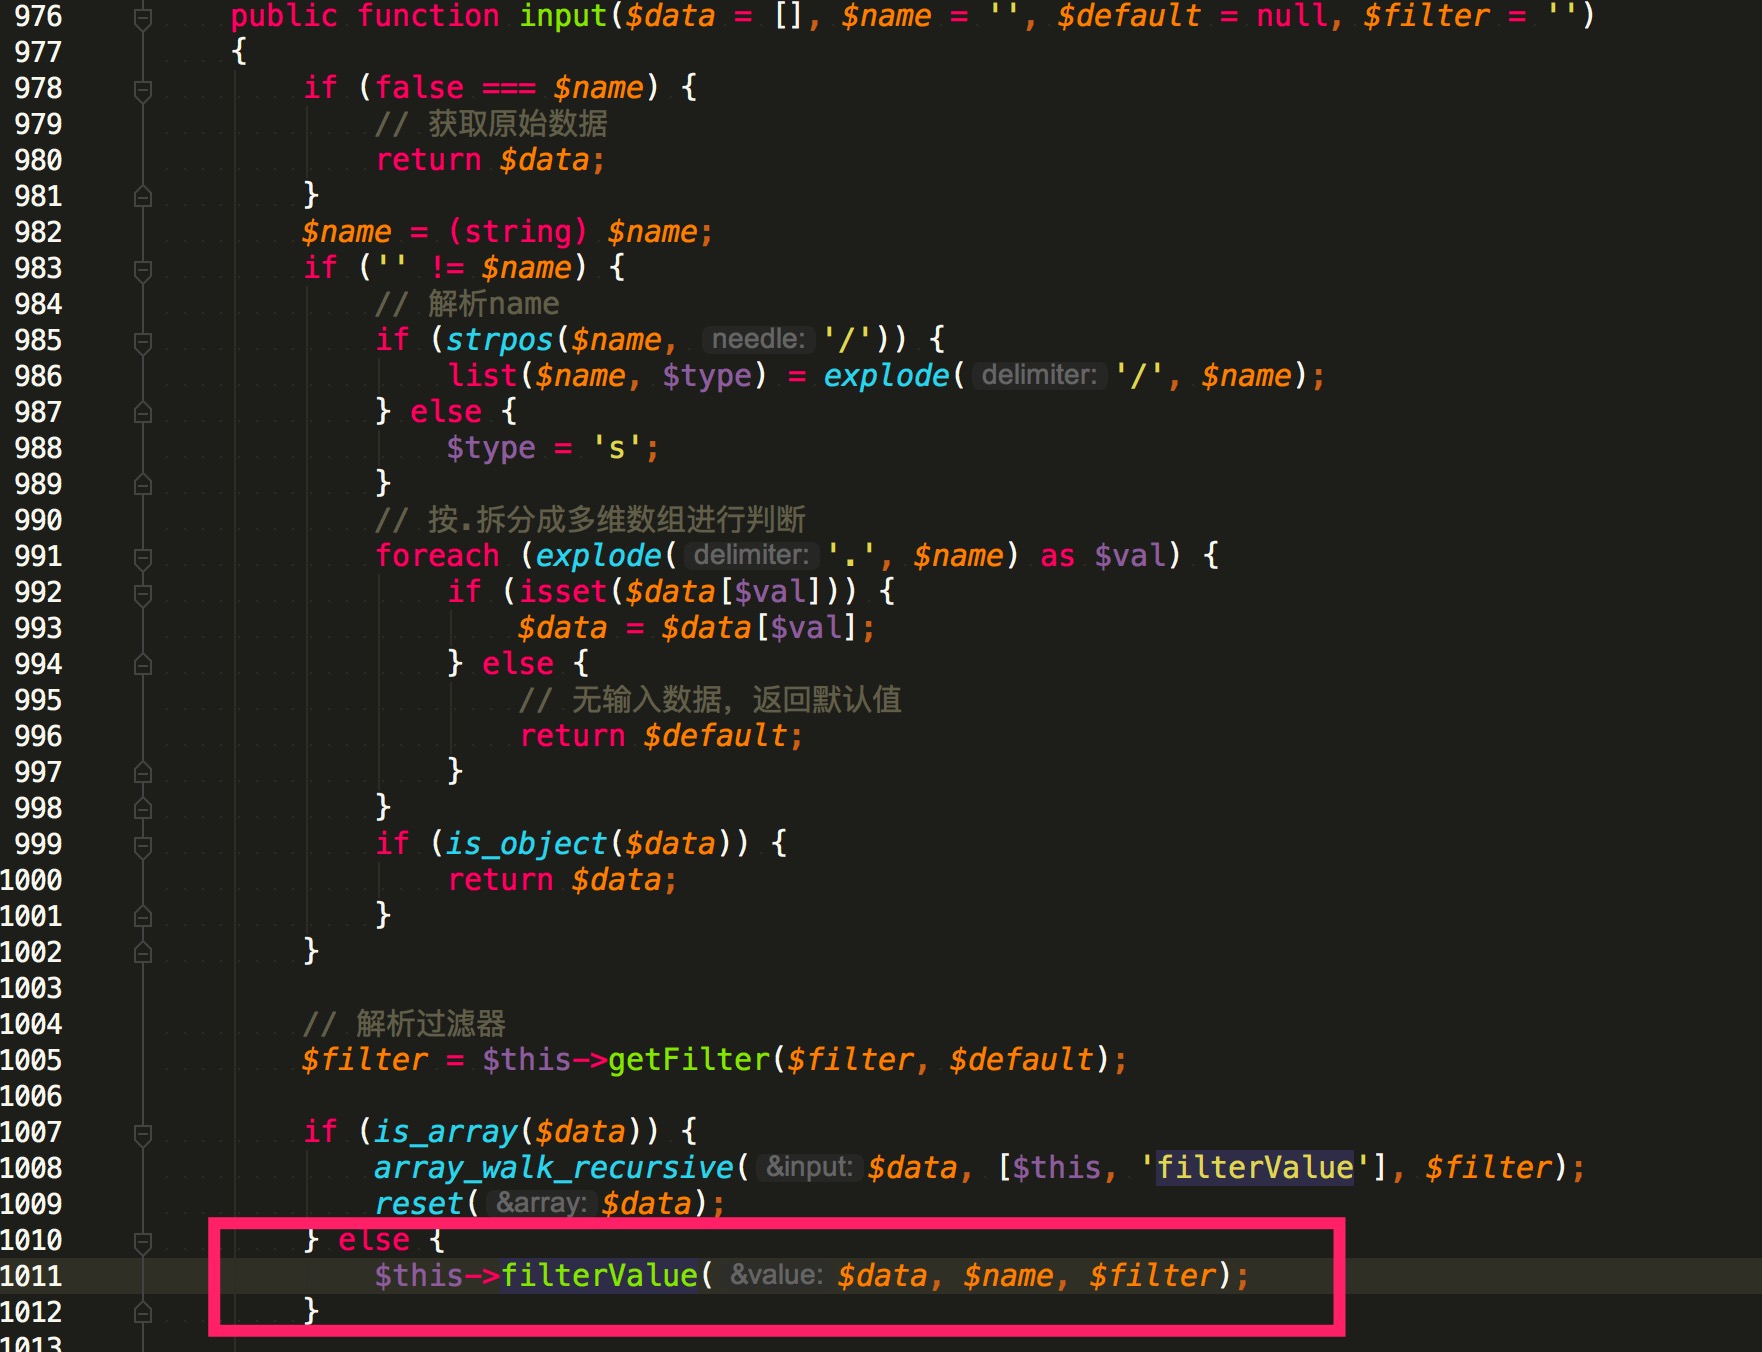 976 public function input($data = [], $name = '', $default = null, $filter = '')
977 {
978 if (false === $name) {
979 // 获取原始数据
980 return $data;
981 }
982 $name = (string) $name;
983 if ('' != $name) {
984 // 解析name
985 if (strpos($name, needle: '/')) {
986 list($name, $type) = explode( delimiter: '/', $name);
987 } else {
988 $type = 's';
989 }
990 // 按.拆分成多维数组进行判断
991 foreach (explode( delimiter: '.', $name) as $val) {
992 if (isset($data[$val])) {
993 $data = $data[$val];
994 } else {
995 // 无输入数据，返回默认值
996 return $default;
997 }
998 }
999 if (is_object($data)) {
1000 return $data;
1001 }
1002 }
1003
1004 // 解析过滤器
1005 $filter = $this->getFilter($filter, $default);
1006
1007 if (is_array($data)) {
1008 array_walk_recursive( &input: $data, [$this, 'filterValue'], $filter);
1009 reset( &array: $data);
1010 } else {
1011 $this->filterValue( &value: $data, $name, $filter);
1012 }
1013